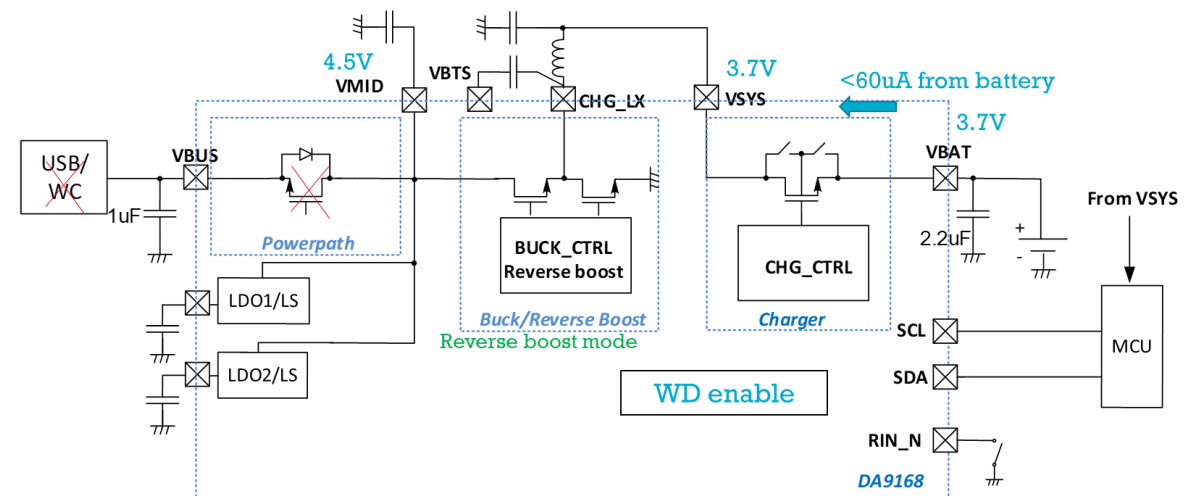 4.5V
VMID
VBTS
CHG_LX
3.7V
VSYS
<60uA from battery
3.7V
VBAT
USB/
WC
VBUS
1uF
Powerpath
BUCK_CTRL
Reverse boost
Buck/Reverse Boost
Reverse boost mode
CHG_CTRL
Charger
2.2uF
+
-
From VSYS
LDO1/LS
LDO2/LS
WD enable
SCL
SDA
MCU
RIN_N
DA9168